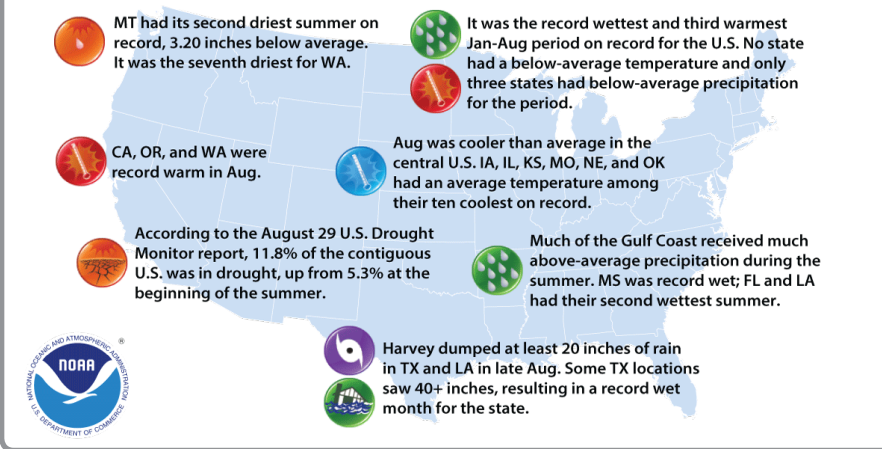 MT had its second driest summer on
record, 3.20 inches below average.
It was the seventh driest for WA.
It was the record wettest and third warmest
Jan-Aug period on record for the U.S. No state
had a below-average temperature and only
three states had below-average precipitation
for the period.
CA, OR, and WA were
record warm in Aug.
Aug was cooler than average in the
central U.S. IA, IL, KS, MO, NE, and OK
had an average temperature among
their ten coolest on record.
According to the August 29 U.S. Drought
Monitor report, 11.8% of the contiguous
U.S. was in drought, up from 5.3% at the
beginning of the summer.
Much of the Gulf Coast received much
above-average precipitation during the
summer. MS was record wet; FL and LA
had their second wettest summer.
Harvey dumped at least 20 inches of rain
in TX and LA in late Aug. Some TX locations
saw 40+ inches, resulting in a record wet
month for the state.
NATIONAL OCEANIC AND ATMOSPHERIC ADMINISTRATION
®
NOAA
U.S. DEPARTMENT OF COMMERCE